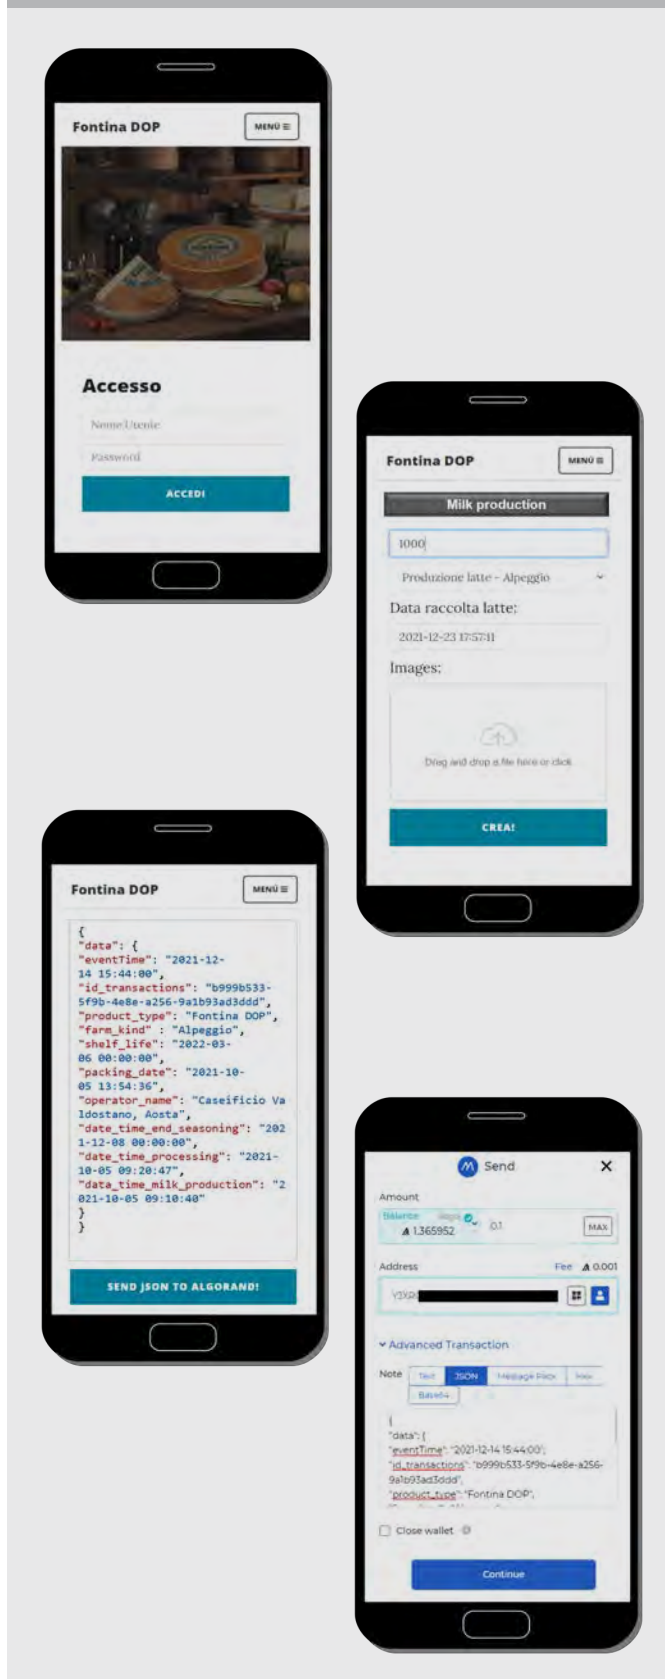 Fontina DOP
MENÚ
Accesso
Nome Utente
Password
ACCEDI
Fontina DOP
MENÚ
Milk production
1000
Produzione latte - Alpeggio
Data raccolta latte:
2021-12-23 17:57:11
Images:
Drag and drop a file here or click
CREA!
Fontina DOP
MENÚ
{
"data": {
"eventTime": "2021-12-
14 15:44:00",
"id_transactions": "b999b533-
5f9b-4e8e-a256-9a1b93ad3ddd",
"product_type": "Fontina DOP",
"farm_kind" : "Alpeggio",
"shelf_life": "2022-03-
06 00:00:00",
"packing_date": "2021-10-
05 13:54:36",
"operator_name": "Caseificio Va
ldostano, Aosta",
"date_time_end_seasoning": "202
1-12-08 00:00:00",
"date_time_processing": "2021-
10-05 09:20:47",
"data_time_milk_production": "2
021-10-05 09:10:40"
}
}
SEND JSON TO ALGORAND!
Send
Amount
Balance
1.365952
0.1
MAX
Address
Fee 0.001
Advanced Transaction
Note
Text JSON Message Pack
{
"data": {
"eventTime": "2021-12-14 15:44:00",
"id_transactions": "b999b533-5f9b-4e8e-a256-
9a1b93ad3ddd",
"product_type": "Fontina DOP",
Close wallet
Continue